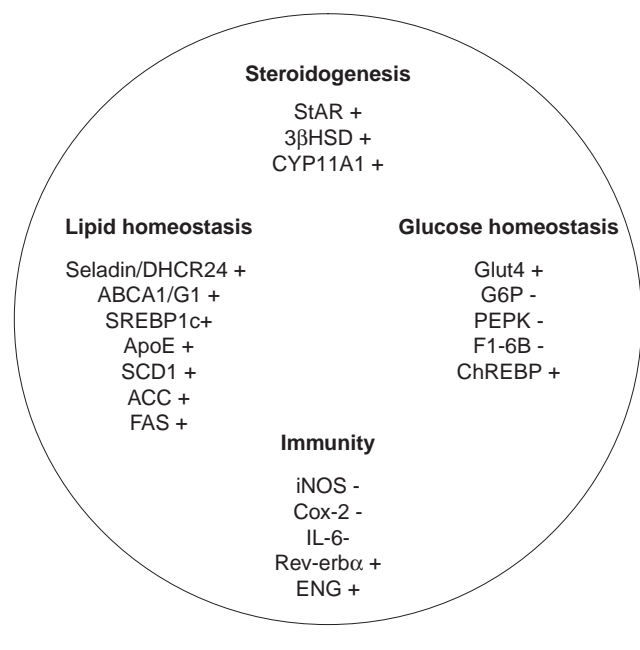 Steroidogenesis
StAR +
3βHSD +
CYP11A1 +
Lipid homeostasis
Seladin/DHCR24 +
ABCA1/G1 +
SREBP1c+
ApoE +
SCD1 +
ACC +
FAS +
Glucose homeostasis
Glut4 +
G6P -
PEPK -
F1-6B -
ChREBP +
Immunity
iNOS -
Cox-2 -
IL-6-
Rev-erbα +
ENG +